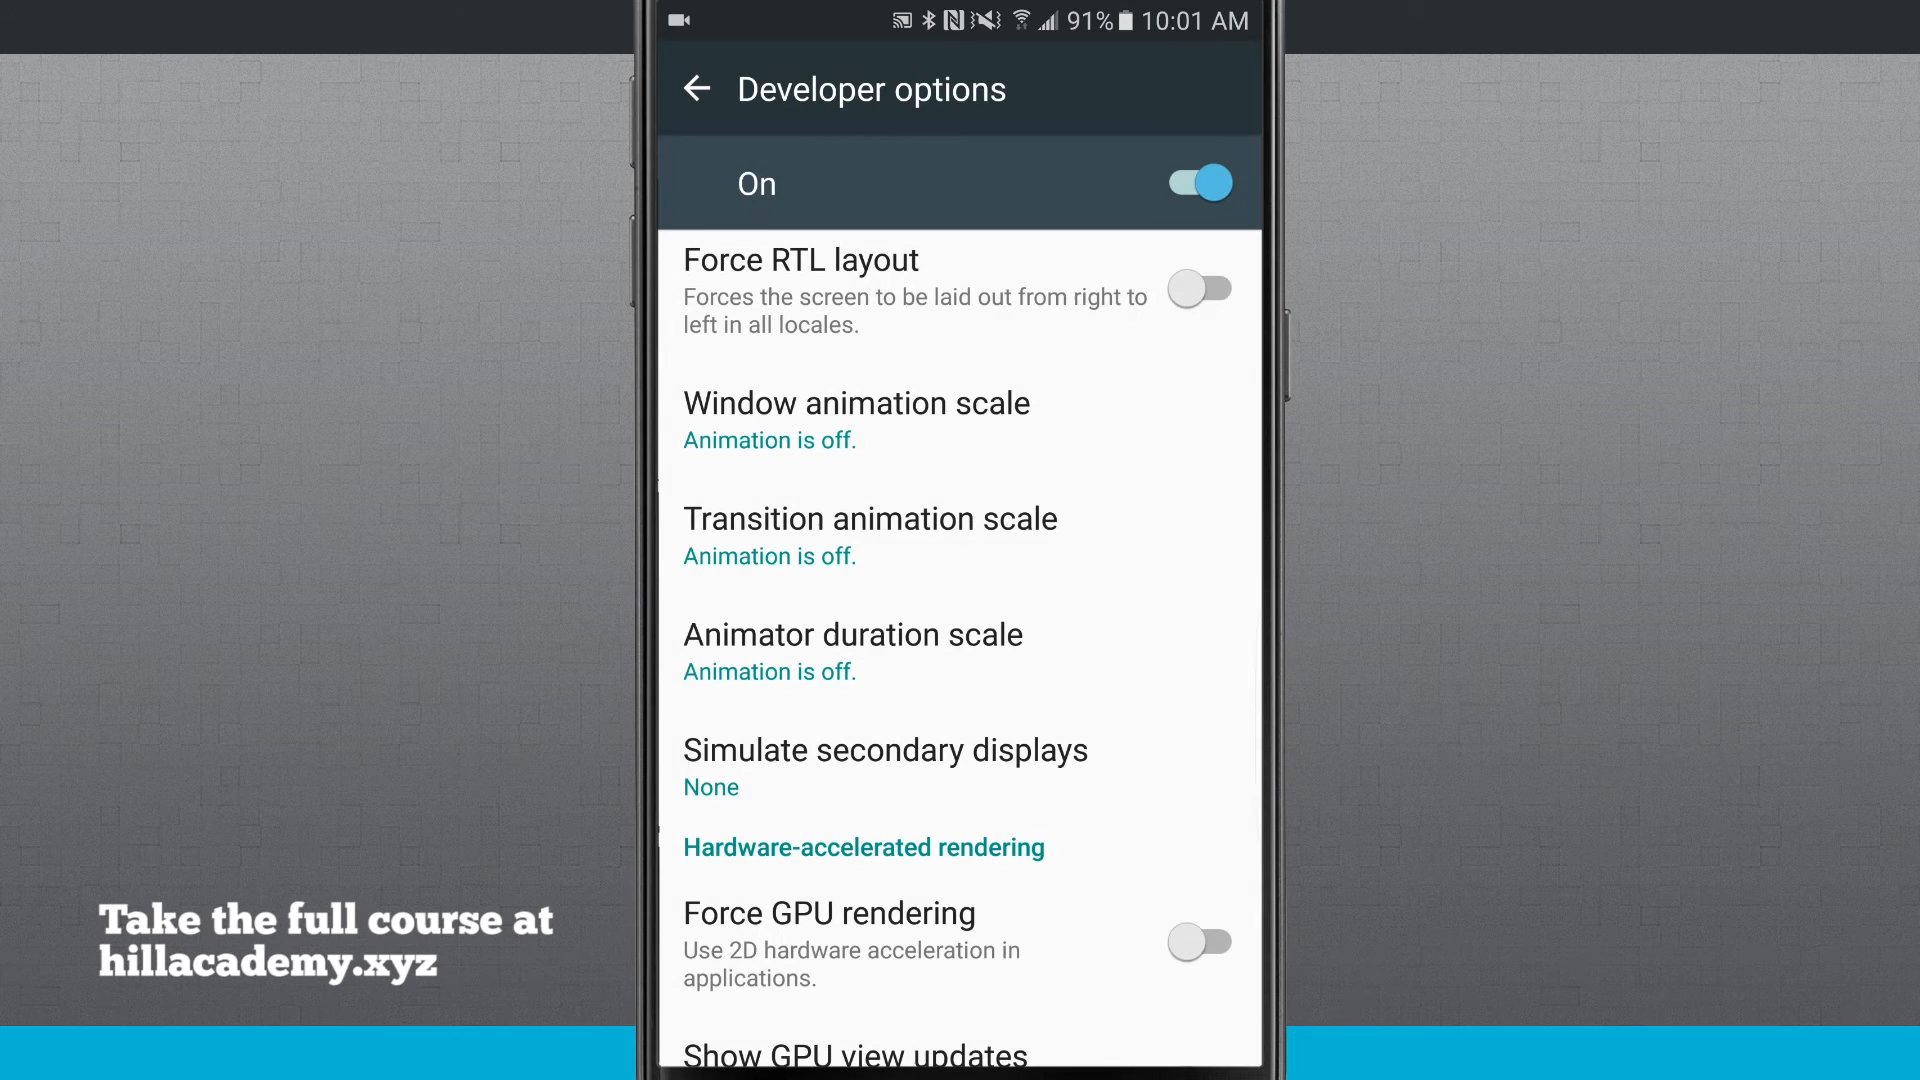 91% 10:01 AM
Developer options
On
Force RTL layout
Forces the screen to be laid out from right to
left in all locales.
Window animation scale
Animation is off.
Transition animation scale
Animation is off.
Animator duration scale
Animation is off.
Simulate secondary displays
None
Hardware-accelerated rendering
Force GPU rendering
Use 2D hardware acceleration in
applications.
Show GPU view updates
Take the full course at
hillacademy.xyz